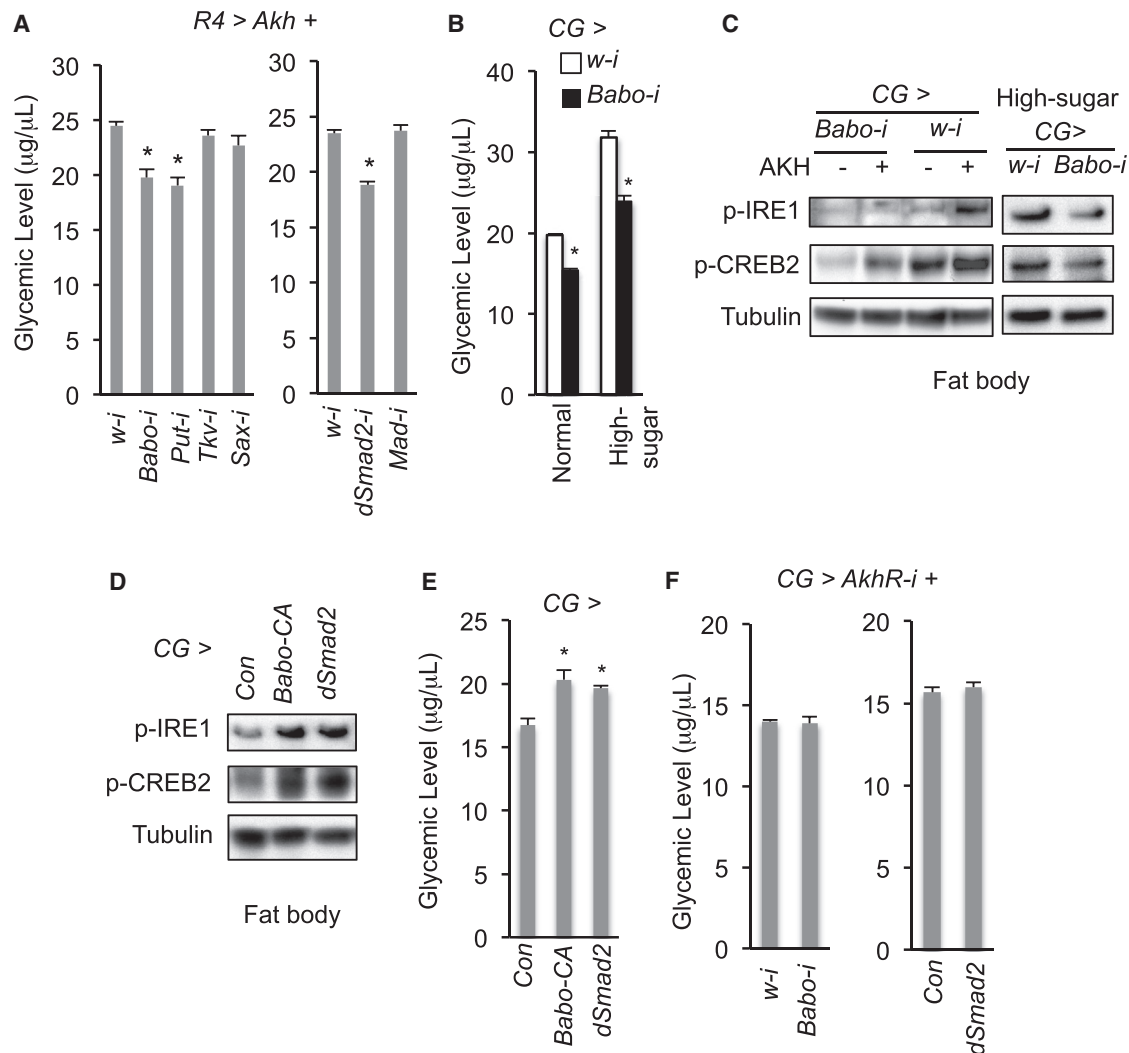 A
R4 > Akh +
Glycemic Level (μg/μL)
30
25
20
15
10
5
0
*
*
w-i
Babo-i
Put-i
Tkv-i
Sax-i
30
25
20
15
10
5
0
*
w-i
dSmad2-i
Mad-i
B
CG >
w-i
Babo-i
Glycemic Level (μg/μL)
40
30
20
10
0
*
*
Normal
High-
sugar
C
CG >
Babo-i w-i
AKH - + - +
High-sugar
CG>
w-i Babo-i
p-IRE1
p-CREB2
Tubulin
Fat body
D
CG >
Con
Babo-CA
dSmad2
p-IRE1
p-CREB2
Tubulin
Fat body
E
CG >
Glycemic Level (μg/μL)
25
20
15
10
5
0
*
*
Con
Babo-CA
dSmad2
F
CG > AkhR-i +
Glycemic Level (μg/μL)
20
15
10
5
0
w-i
Babo-i
20
15
10
5
0
Con
dSmad2